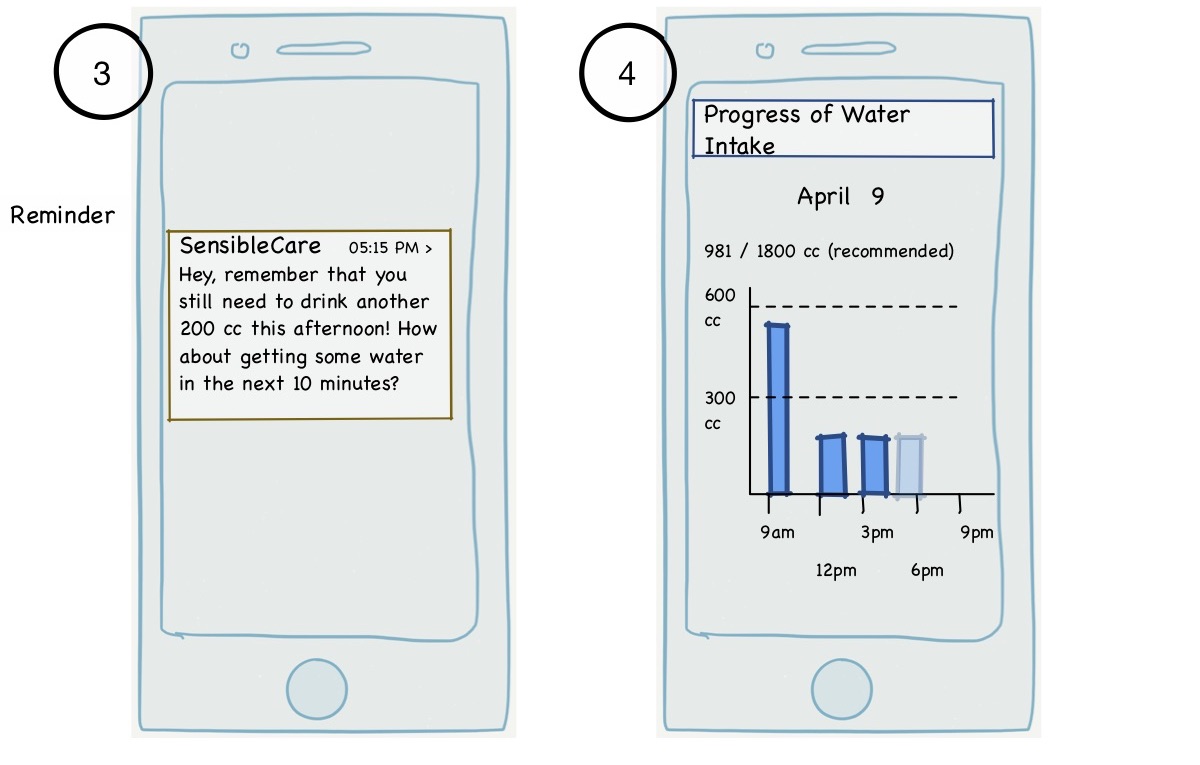 3
Reminder
SensibleCare 05:15 PM >
Hey, remember that you
still need to drink another
200 cc this afternoon! How
about getting some water
in the next 10 minutes?
4
Progress of Water
Intake
April 9
981 / 1800 cc (recommended)
600
cc
300
cc
9am
3pm
9pm
12pm
6pm